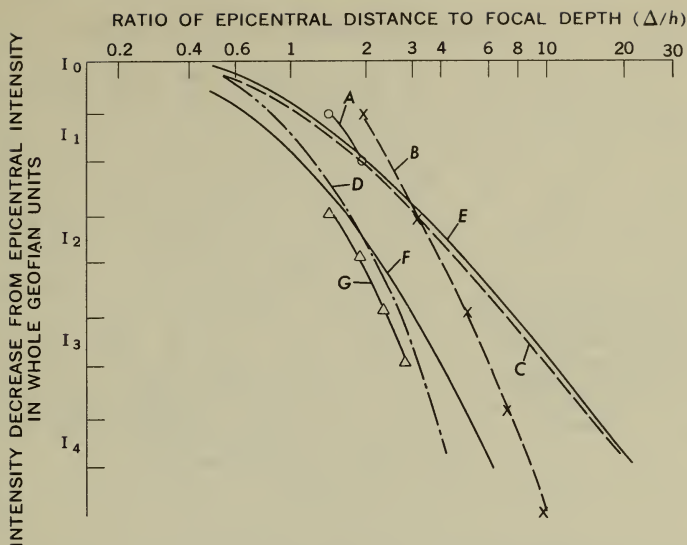 RATIO OF EPICENTRAL DISTANCE TO FOCAL DEPTH (Δ/h)
0.2 0.4 0.6 1 2 3 4 6 8 10 20 30
INTENSITY DECREASE FROM EPICENTRAL INTENSITY
IN WHOLE GEOFIAN UNITS
I₀
I₁
I₂
I₃
I₄
A
B
D
E
F
G
C